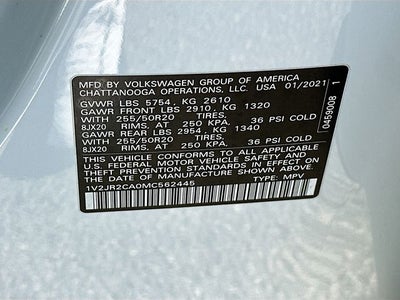 MFD BY VOLKSWAGEN GROUP OF AMERICA
CHATTANOOGA OPERATIONS, LLC. USA 01/2021
GVWR LBS 5754, KG 2610
GAWR FRONT LBS 2910, KG 1320
255/50R20 TIRES,
8JX20 RIMS, AT 250 KPA, 36 PSI COLD
GAWR REAR LBS 2954, KG 1340
255/50R20 TIRES,
8JX20 RIMS, AT 250 KPA, 36 PSI COLD
THIS VEHICLE CONFORMS TO ALL APPLICABLE
U.S. FEDERAL MOTOR VEHICLE SAFETY AND
THEFT PREVENTION STANDARDS IN EFFECT
ON THE DATE OF MANUFACTURE SHOWN ABOVE.
1V2JR2CA0MC562445 TYPE: MPV
0459008 1